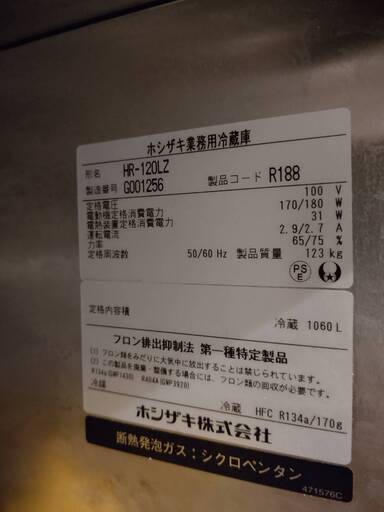 ホシザキ業務用冷蔵庫
形名 HR-120LZ
製造番号 G001256 製品コード R188
定格電圧 100 V
電動機定格消費電力 170/180 W
電熱装置定格消費電力 31 W
運転電流 2.9/2.7 A
力率 65/75 %
定格周波数 50/60 Hz 製品質量 123 kg
PSE
定格内容積
冷蔵 1060 L
フロン排出抑制法 第一種特定製品
(1) フロン類をみだりに大気中に放出することは禁じられています。
(2) この製品を廃棄・整備する場合には、フロン類の回収が必要です。
R134a(GWP1430) R404A(GWP3920)
冷媒 冷蔵 HFC R134a/170g
ホシザキ株式会社
断熱発泡ガス：シクロペンタン
471576C